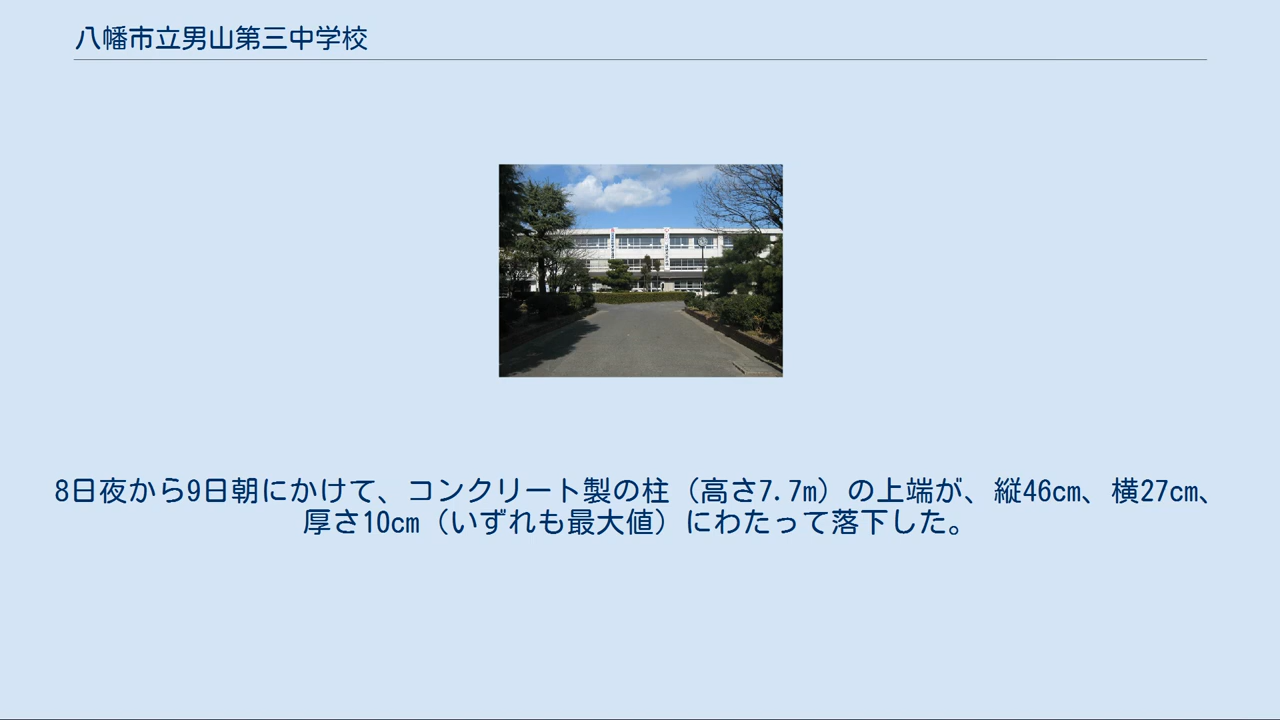 八幡市立男山第三中学校
8日夜から9日朝にかけて、コンクリート製の柱（高さ7.7m）の上端が、縦46cm、横27cm、
厚さ10cm（いずれも最大値）にわたって落下した。